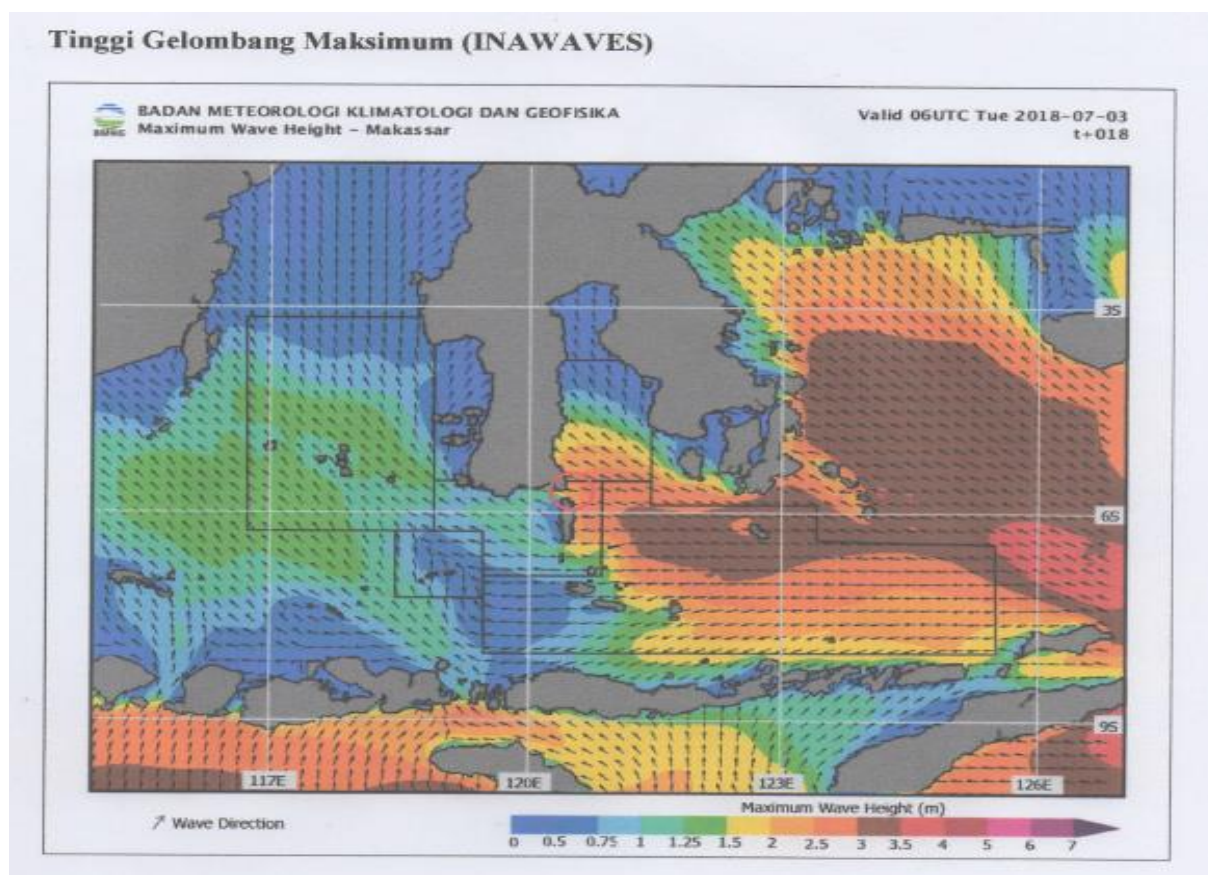 Tinggi Gelombang Maksimum (INAWAVES)
BADAN METEOROLOGI KLIMATOLOGI DAN GEOFISIKA
Maximum Wave Height - Makassar
Valid 06UTC Tue 2018-07-03
t+018
BMKG
3S
6S
9S
117E 120E 123E 126E
Wave Direction
Maximum Wave Height (m)
0 0.5 0.75 1 1.25 1.5 2 2.5 3 3.5 4 5 6 7